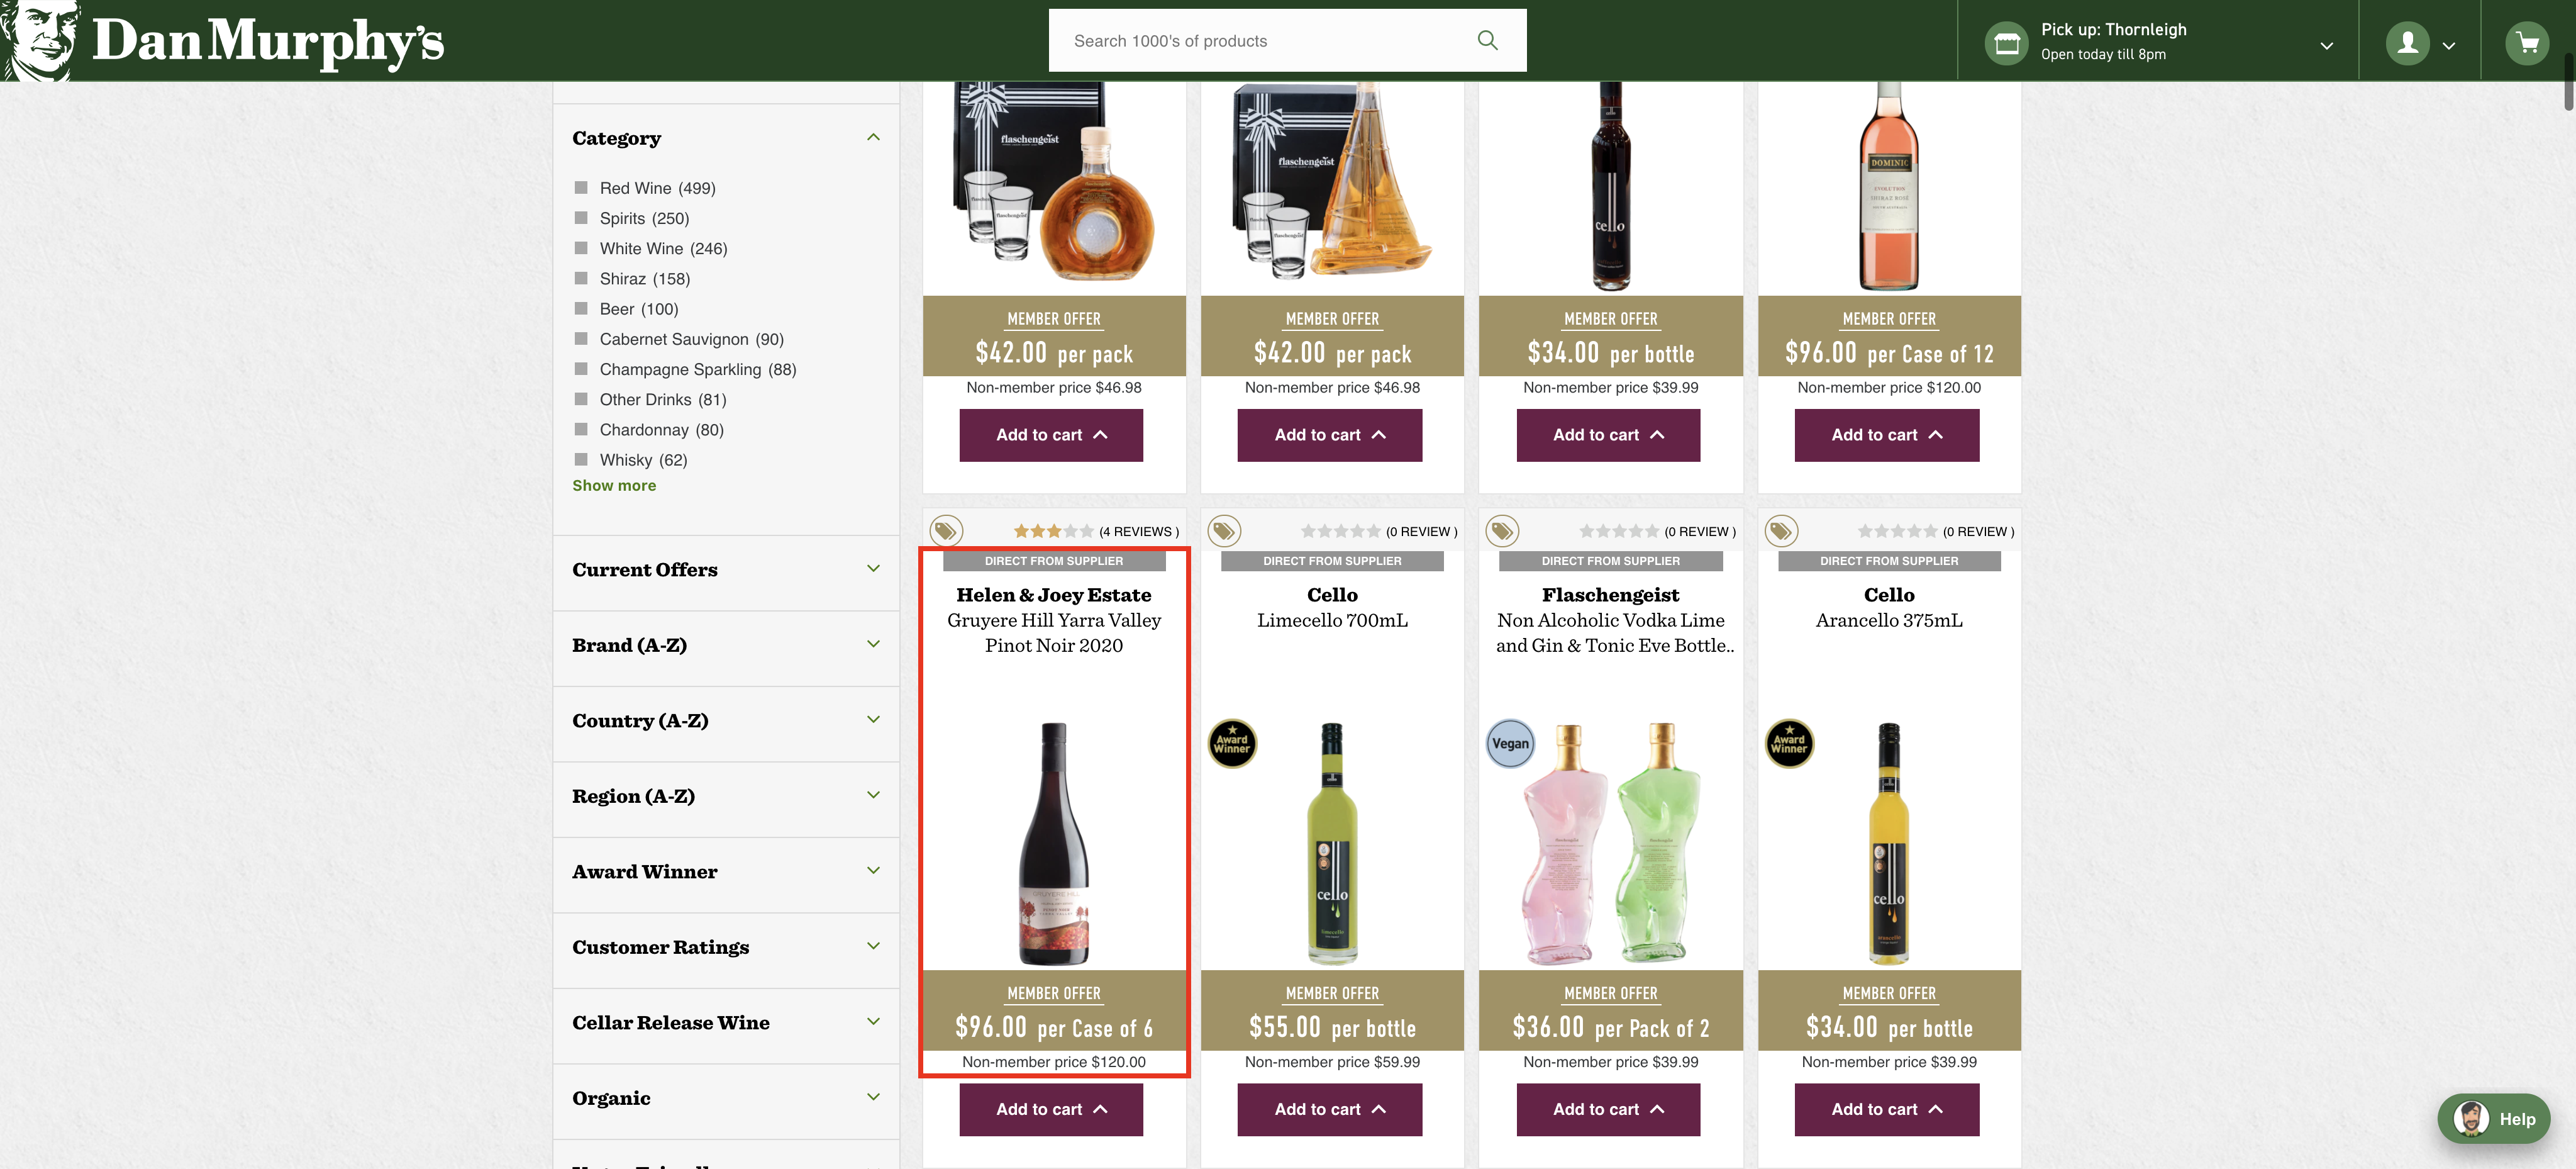 Dan Murphy's
Search 1000's of products
Pick up: Thornleigh
Open today till 8pm
Category
Red Wine (499)
Spirits (250)
White Wine (246)
Shiraz (158)
Beer (100)
Cabernet Sauvignon (90)
Champagne Sparkling (88)
Other Drinks (81)
Chardonnay (80)
Whisky (62)
Show more
Current Offers
Brand (A-Z)
Country (A-Z)
Region (A-Z)
Award Winner
Customer Ratings
Cellar Release Wine
Organic
flaschengeist
MEMBER OFFER
$42.00 per pack
Non-member price $46.98
Add to cart
flaschengeist
MEMBER OFFER
$42.00 per pack
Non-member price $46.98
Add to cart
cello
MEMBER OFFER
$34.00 per bottle
Non-member price $39.99
Add to cart
DOMINIC
EVOLUTION
SHIRAZ ROSÉ
MEMBER OFFER
$96.00 per Case of 12
Non-member price $120.00
Add to cart
(4 REVIEWS )
DIRECT FROM SUPPLIER
Helen & Joey Estate
Gruyere Hill Yarra Valley
Pinot Noir 2020
GRUYERE HILL
MEMBER OFFER
$96.00 per Case of 6
Non-member price $120.00
Add to cart
(0 REVIEW )
DIRECT FROM SUPPLIER
Cello
Limecello 700mL
Award
Winner
cello
MEMBER OFFER
$55.00 per bottle
Non-member price $59.99
Add to cart
(0 REVIEW )
DIRECT FROM SUPPLIER
Flaschengeist
Non Alcoholic Vodka Lime
and Gin & Tonic Eve Bottle..
Vegan
MEMBER OFFER
$36.00 per Pack of 2
Non-member price $39.99
Add to cart
(0 REVIEW )
DIRECT FROM SUPPLIER
Cello
Arancello 375mL
Award
Winner
cello
MEMBER OFFER
$34.00 per bottle
Non-member price $39.99
Add to cart
Help